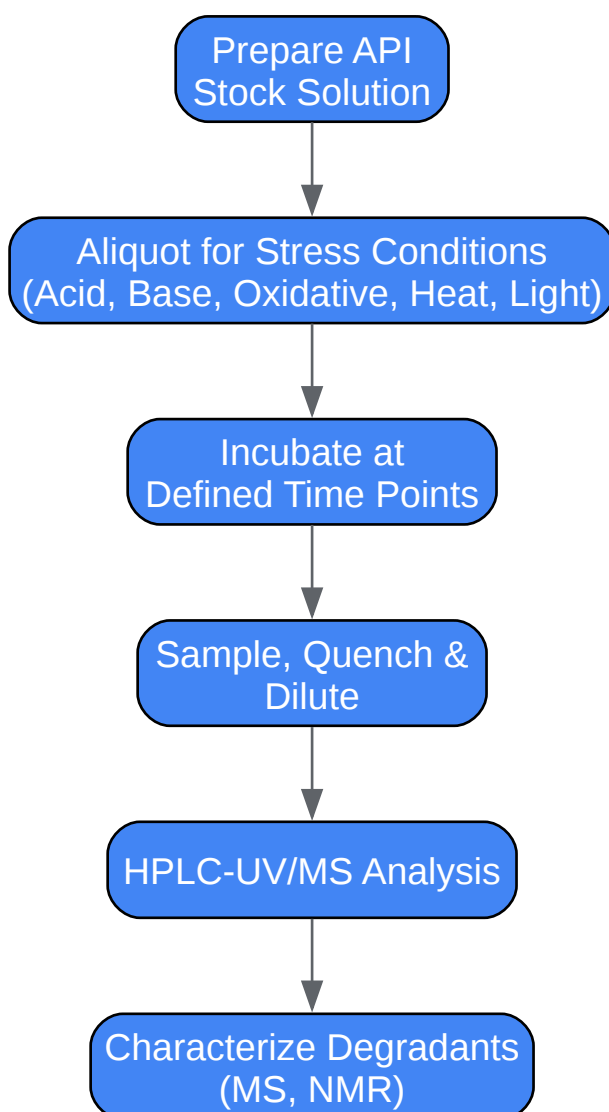 Prepare API
Stock Solution
Aliquot for Stress Conditions
(Acid, Base, Oxidative, Heat, Light)
Incubate at
Defined Time Points
Sample, Quench &
Dilute
HPLC-UV/MS Analysis
Characterize Degradants
(MS, NMR)